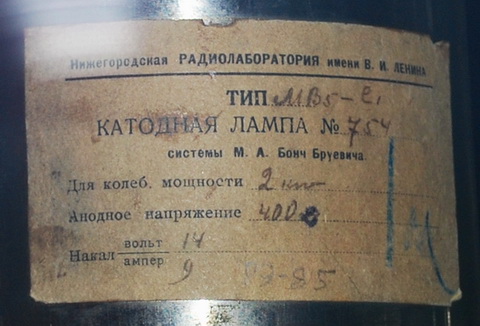 Нижегородская РАДИОЛАБОРАТОРИЯ имени В. И. ЛЕНИНА
ТИП
КАТОДНАЯ ЛАМПА № 754
системы М. А. Бонч Бруевича.
Для колеб. мощности 2
Анодное напряжение 400
Накал вольт 14
ампер 9